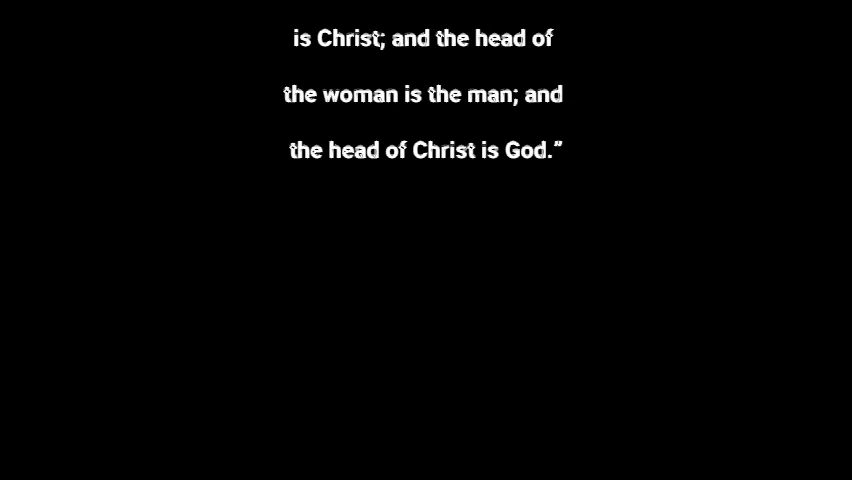 is Christ; and the head of
the woman is the man; and
the head of Christ is God.”